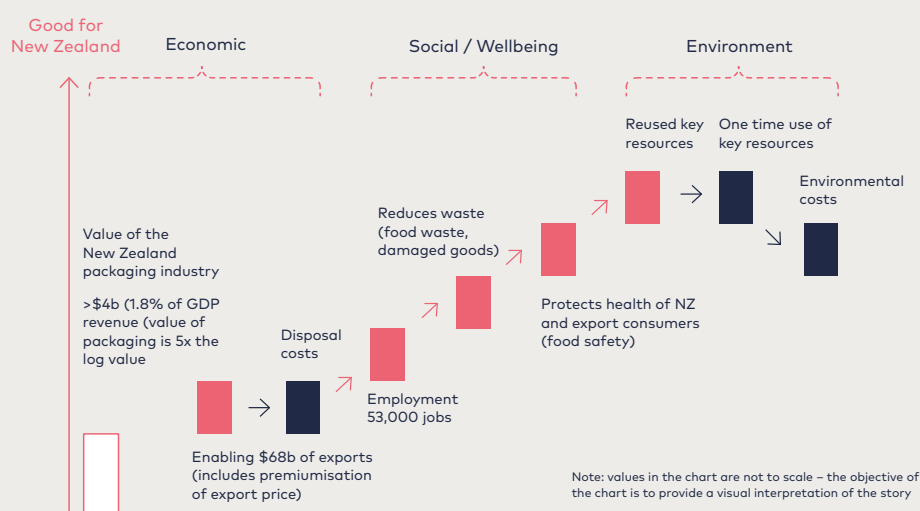 Good for
New Zealand
Economic
Social / Wellbeing
Environment
Reused key
resources
One time use of
key resources
Environmental
costs
Reduces waste
(food waste,
damaged goods)
Value of the
New Zealand
packaging industry
>$4b (1.8% of GDP
revenue (value of
packaging is 5x the
log value
Protects health of NZ
and export consumers
(food safety)
Disposal
costs
Employment
53,000 jobs
Enabling $68b of exports
(includes premiumisation
of export price)
Note: values in the chart are not to scale – the objective of
the chart is to provide a visual interpretation of the story